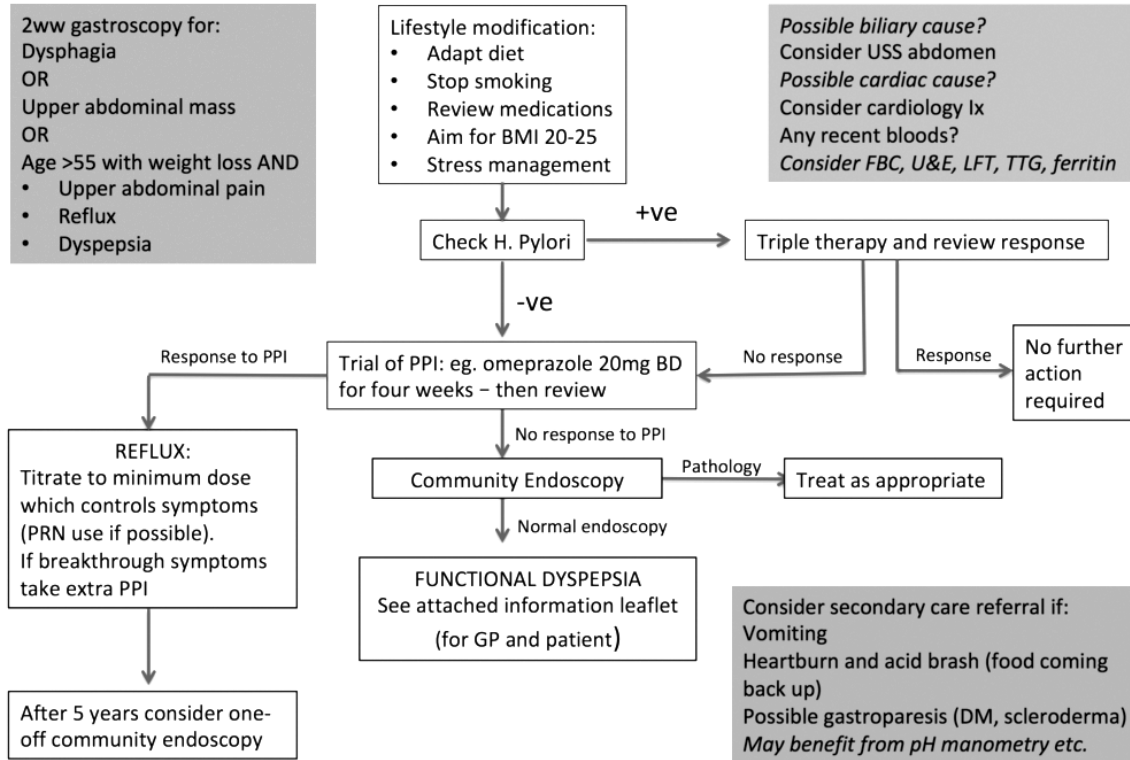 2ww gastroscopy for:
Dysphagia
OR
Upper abdominal mass
OR
Age >55 with weight loss AND
• Upper abdominal pain
• Reflux
• Dyspepsia
Lifestyle modification:
• Adapt diet
• Stop smoking
• Review medications
• Aim for BMI 20-25
• Stress management
Possible biliary cause?
Consider USS abdomen
Possible cardiac cause?
Consider cardiology Ix
Any recent bloods?
Consider FBC, U&E, LFT, TTG, ferritin
Check H. Pylori
+ve
Triple therapy and review response
-ve
Response to PPI
Trial of PPI: eg. omeprazole 20mg BD
for four weeks – then review
No response
Response
No further
action
required
REFLUX:
Titrate to minimum dose
which controls symptoms
(PRN use if possible).
If breakthrough symptoms
take extra PPI
No response to PPI
Community Endoscopy
Pathology
Treat as appropriate
Normal endoscopy
FUNCTIONAL DYSPEPSIA
See attached information leaflet
(for GP and patient)
After 5 years consider one-
off community endoscopy
Consider secondary care referral if:
Vomiting
Heartburn and acid brash (food coming
back up)
Possible gastroparesis (DM, scleroderma)
May benefit from pH manometry etc.